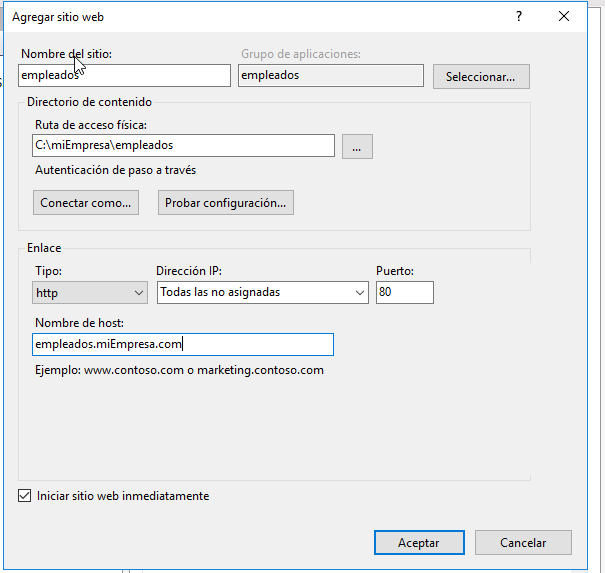 Agregar sitio web
? 
Nombre del sitio: Grupo de aplicaciones:
empleados empleados Seleccionar...
Directorio de contenido
Ruta de acceso física:
C:\miEmpresa\empleados ...
Autenticación de paso a través
Conectar como... Probar configuración...
Enlace
Tipo: Dirección IP: Puerto:
http Todas las no asignadas 80
Nombre de host:
empleados.miEmpresa.com
Ejemplo: www.contoso.com o marketing.contoso.com
Iniciar sitio web inmediatamente
Aceptar Cancelar